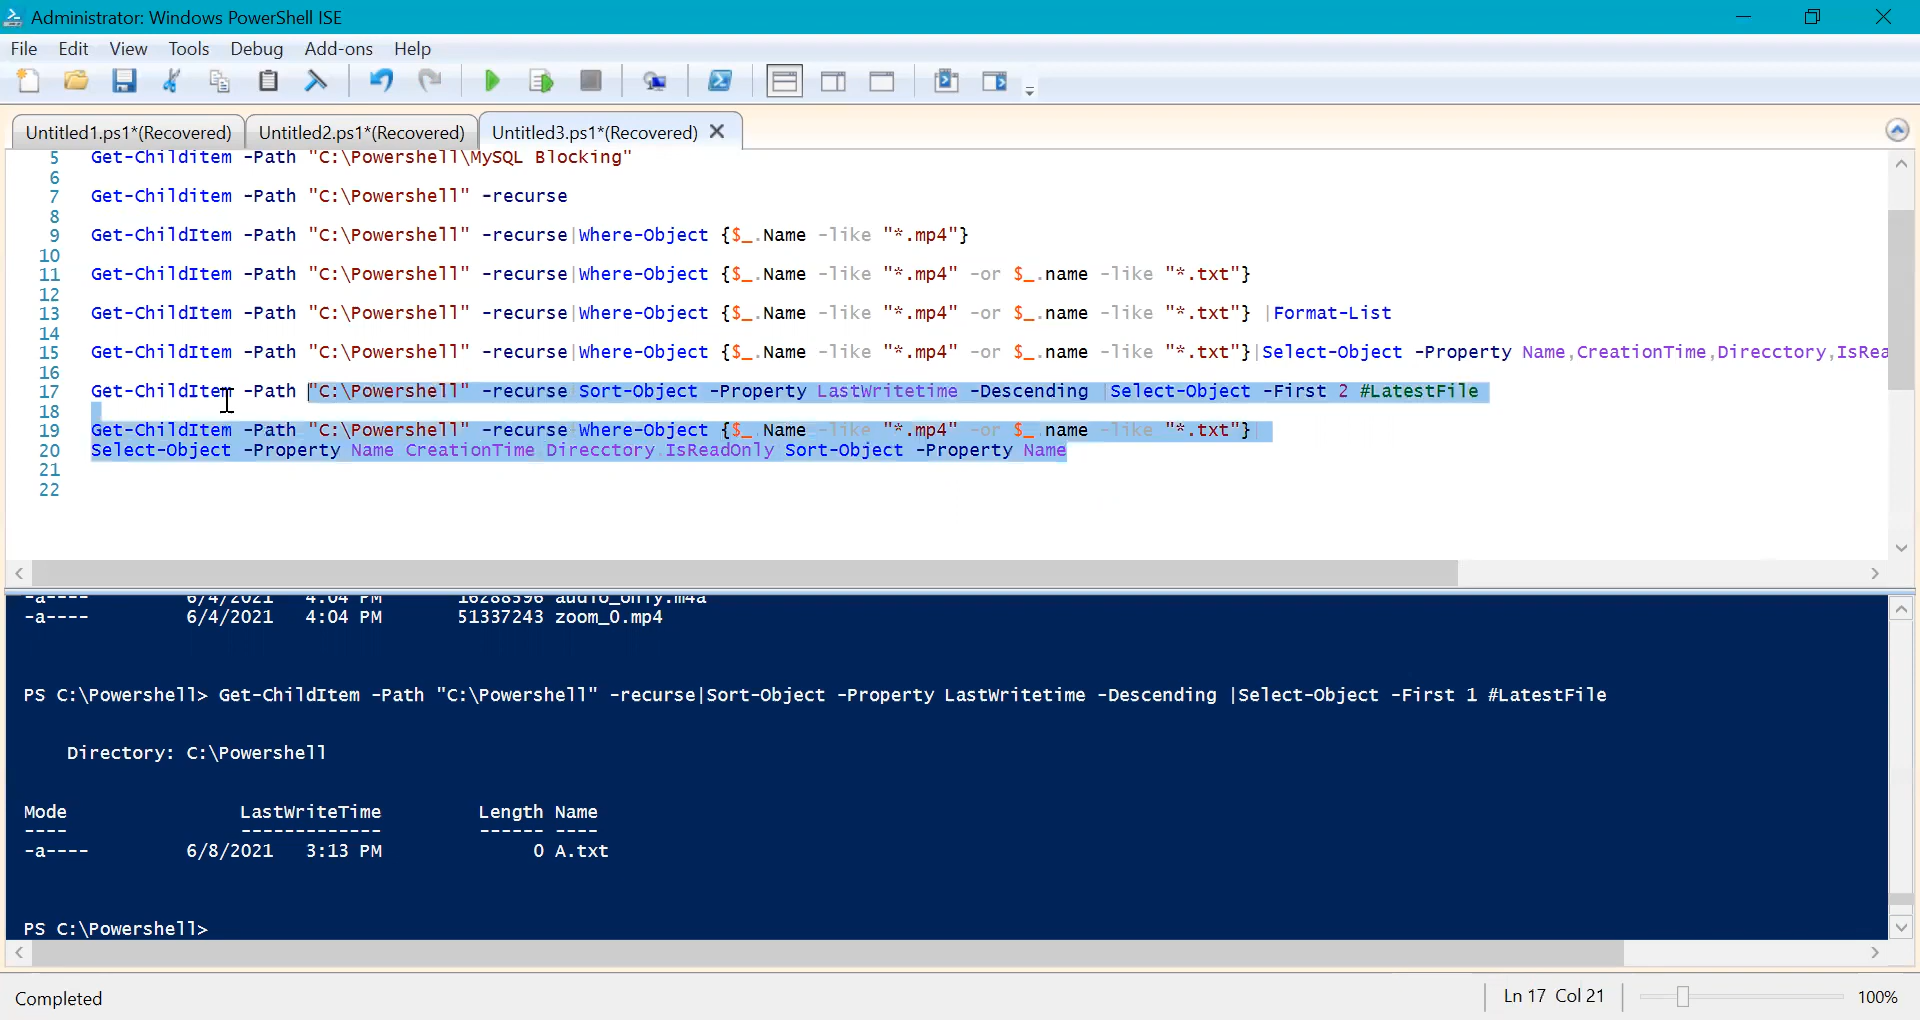 Administrator: Windows PowerShell ISE
File Edit View Tools Debug Add-ons Help
Untitled1.ps1*(Recovered) Untitled2.ps1*(Recovered) Untitled3.ps1*(Recovered)
5 Get-Childitem -Path "C:\Powershell\MySQL Blocking"
6
7 Get-Childitem -Path "C:\Powershell" -recurse
8
9 Get-ChildItem -Path "C:\Powershell" -recurse|Where-Object {$_.Name -like "*.mp4"}
10
11 Get-ChildItem -Path "C:\Powershell" -recurse|Where-Object {$_.Name -like "*.mp4" -or $_.name -like "*.txt"}
12
13 Get-ChildItem -Path "C:\Powershell" -recurse|Where-Object {$_.Name -like "*.mp4" -or $_.name -like "*.txt"} |Format-List
14
15 Get-ChildItem -Path "C:\Powershell" -recurse|Where-Object {$_.Name -like "*.mp4" -or $_.name -like "*.txt"}|Select-Object -Property Name,CreationTime,Direcctory,IsRea
16
17 Get-ChildItem -Path "C:\Powershell" -recurse|Sort-Object -Property LastWritetime -Descending |Select-Object -First 2 #LatestFile
18
19 Get-ChildItem -Path "C:\Powershell" -recurse|Where-Object {$_.Name -like "*.mp4" -or $_.name -like "*.txt"}|
20 Select-Object -Property Name,CreationTime,Direcctory,IsReadOnly|Sort-Object -Property Name
21
22
-a---- 6/4/2021 4:04 PM 16288596 audio_only.m4a
-a---- 6/4/2021 4:04 PM 51337243 zoom_0.mp4
PS C:\Powershell> Get-ChildItem -Path "C:\Powershell" -recurse|Sort-Object -Property LastWritetime -Descending |Select-Object -First 1 #LatestFile
Directory: C:\Powershell
Mode LastWriteTime Length Name
---- ------------- ------ ----
-a---- 6/8/2021 3:13 PM 0 A.txt
PS C:\Powershell>
Completed Ln 17 Col 21 100%